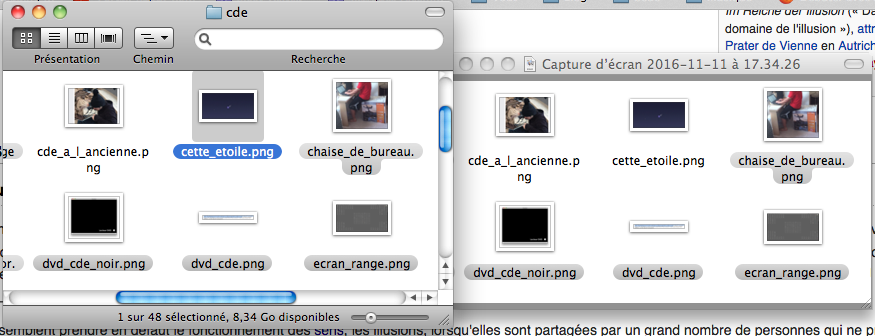 cde
Présentation
Chemin
Recherche
cde_a_l_ancienne.p
ng
cette_etoile.png
chaise_de_bureau.
png
dvd_cde_noir.png
dvd_cde.png
ecran_range.png
1 sur 48 sélectionné, 8,34 Go disponibles
Im Reiche der Illusion (« Da
domaine de l'illusion »), attr
Prater de Vienne en Autrich
Capture d’écran 2016-11-11 à 17.34.26
cde_a_l_ancienne.p
ng
cette_etoile.png
chaise_de_bureau.
png
dvd_cde_noir.png
dvd_cde.png
ecran_range.png
semblent prendre en défaut le fonctionnement des sens, les illusions, lorsqu'elles sont partagées par un grand nombre de personnes qui ne p